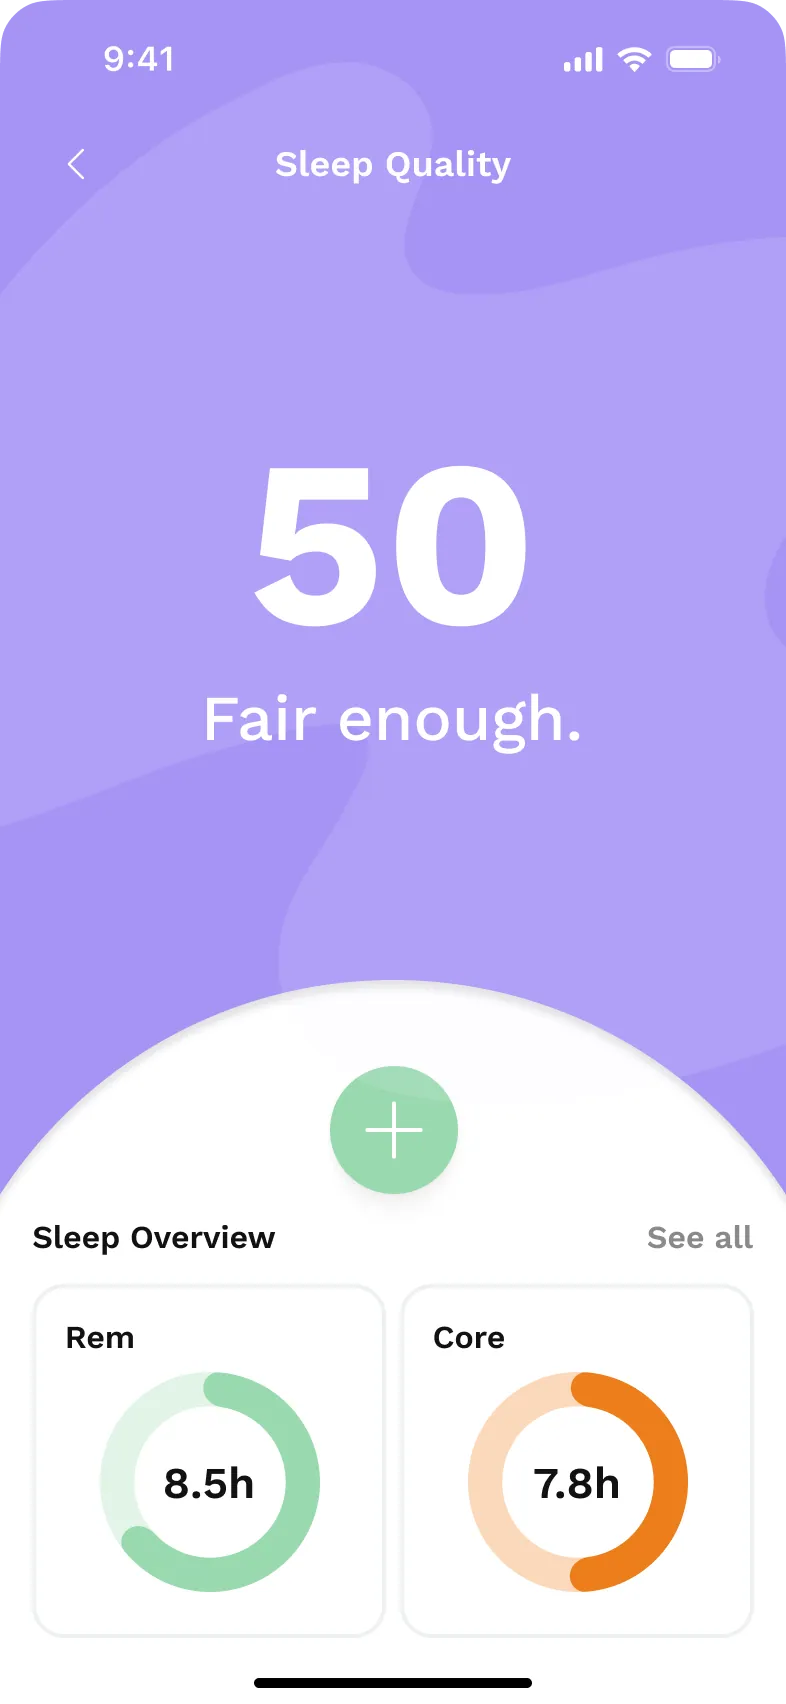 9:41
Sleep Quality
50
Fair enough.
Sleep Overview
See all
Rem
Core
8.5h
7.8h